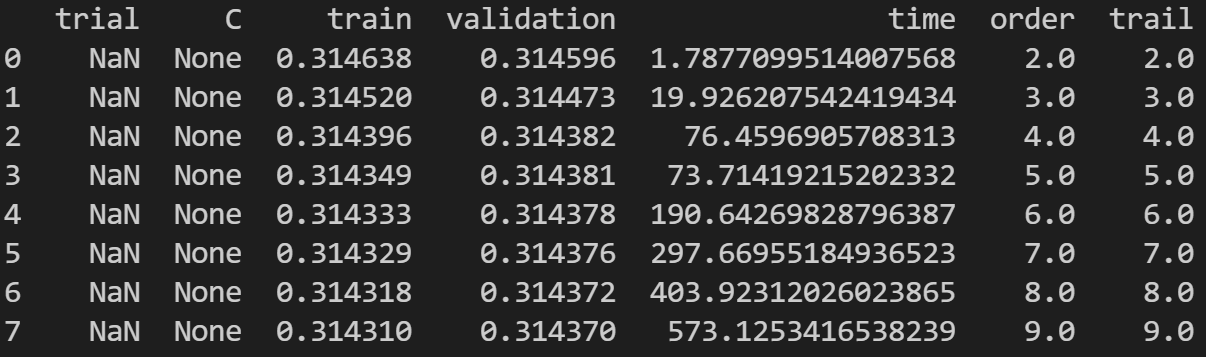 trial C train validation time order trail
0 NaN None 0.314638 0.314596 1.7877099514007568 2.0 2.0
1 NaN None 0.314520 0.314473 19.926207542419434 3.0 3.0
2 NaN None 0.314396 0.314382 76.4596905708313 4.0 4.0
3 NaN None 0.314349 0.314381 73.71419215202332 5.0 5.0
4 NaN None 0.314333 0.314378 190.64269828796387 6.0 6.0
5 NaN None 0.314329 0.314376 297.66955184936523 7.0 7.0
6 NaN None 0.314318 0.314372 403.92312026023865 8.0 8.0
7 NaN None 0.314310 0.314370 573.1253416538239 9.0 9.0